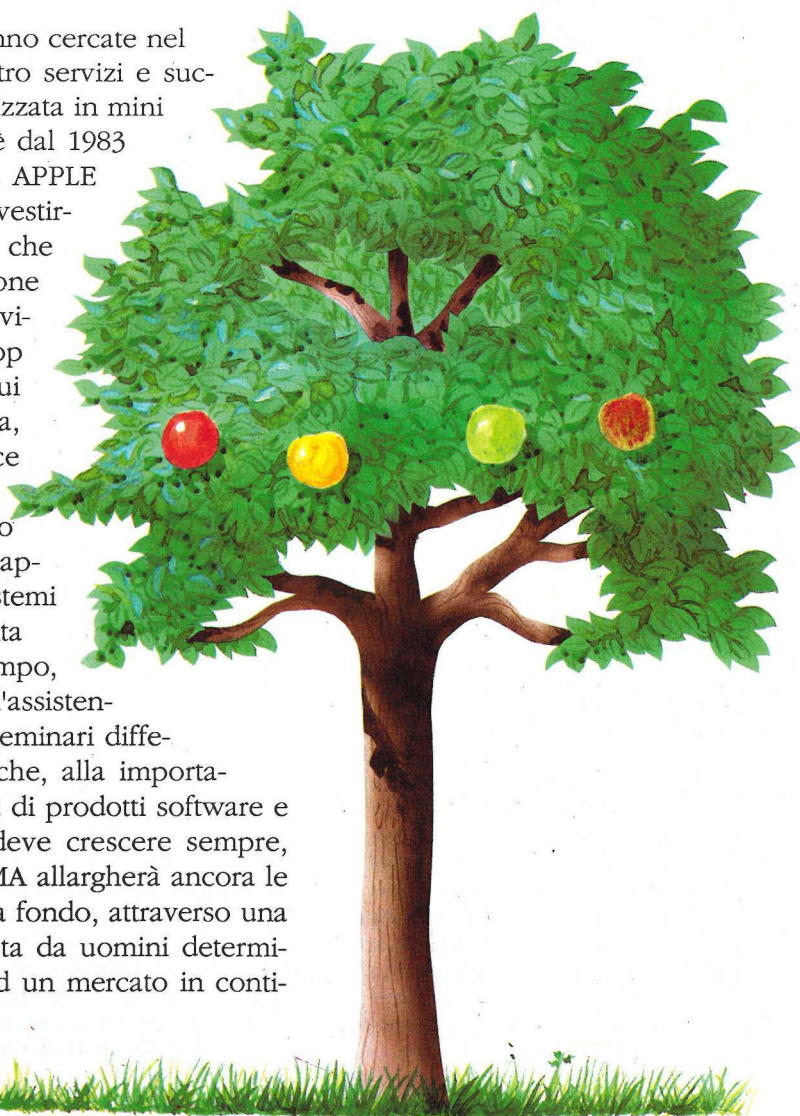 nno cercate nel
tro servizi e suc-
izzata in mini
è dal 1983
APPLE
vestir-
che
one
vi-
op
ui
a,
ce
o
ap-
stemi
ta
mpo,
l'assisten-
eminari diffe-
che, alla importa-
di prodotti software e
deve crescere sempre,
MA allargherà ancora le
a fondo, attraverso una
ta da uomini determi-
d un mercato in conti-